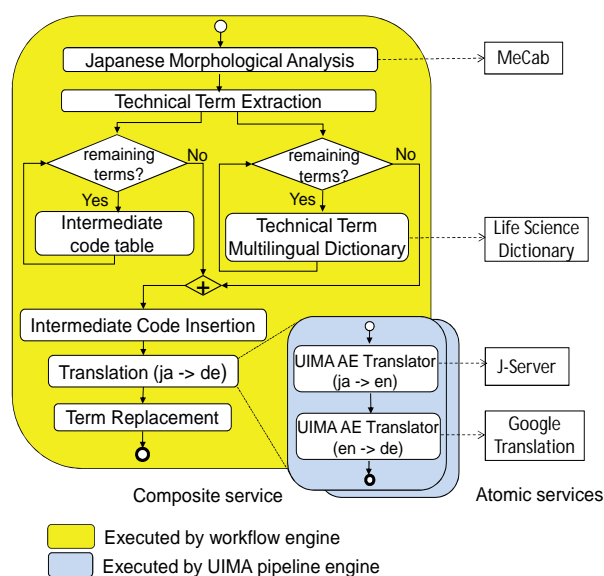 Japanese Morphological Analysis
MeCab
Technical Term Extraction
remaining
terms?
No
Yes
remaining
terms?
No
Yes
Intermediate
code table
Technical Term
Multilingual Dictionary
Life Science
Dictionary
+
Intermediate Code Insertion
Translation (ja -> de)
Term Replacement
UIMA AE Translator
(ja -> en)
J-Server
UIMA AE Translator
(en -> de)
Google
Translation
Composite service
Atomic services
Executed by workflow engine
Executed by UIMA pipeline engine